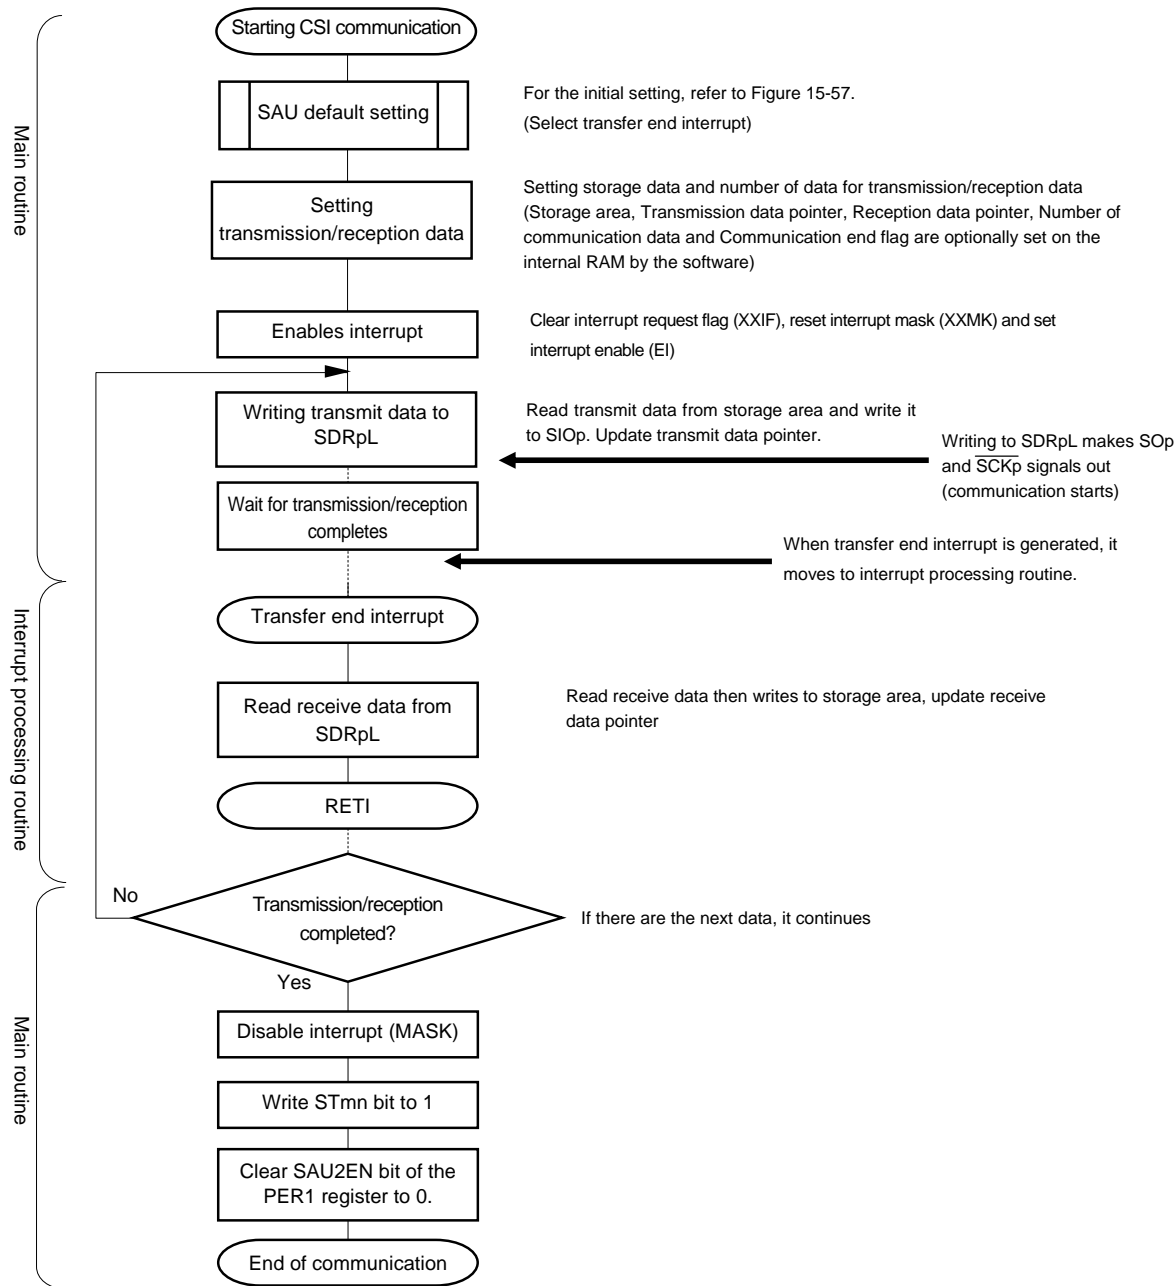 Starting CSI communication
SAU default setting
For the initial setting, refer to Figure 15-57.
(Select transfer end interrupt)
Main routine
Setting
transmission/reception data
Setting storage data and number of data for transmission/reception data
(Storage area, Transmission data pointer, Reception data pointer, Number of
communication data and Communication end flag are optionally set on the
internal RAM by the software)
Enables interrupt
Clear interrupt request flag (XXIF), reset interrupt mask (XXMK) and set
interrupt enable (EI)
Writing transmit data to
SDRpL
Read transmit data from storage area and write it
to SIOp. Update transmit data pointer.
Writing to SDRpL makes SOp
and SCKp signals out
(communication starts)
Wait for transmission/reception
completes
When transfer end interrupt is generated, it
moves to interrupt processing routine.
Interrupt processing routine
Transfer end interrupt
Read receive data from
SDRpL
Read receive data then writes to storage area, update receive
data pointer
RETI
No
Transmission/reception
completed?
If there are the next data, it continues
Yes
Main routine
Disable interrupt (MASK)
Write STmn bit to 1
Clear SAU2EN bit of the
PER1 register to 0.
End of communication